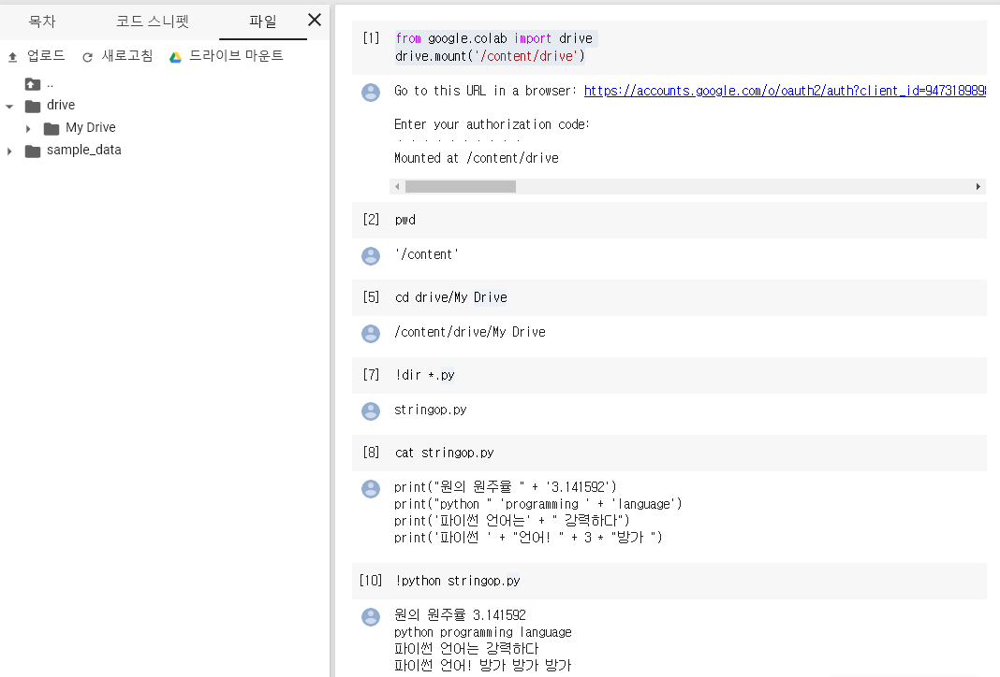 목차 코드 스니펫 파일
업로드 새로고침 드라이브 마운트
..
drive
My Drive
sample_data
[1] from google.colab import drive
drive.mount('/content/drive')
Go to this URL in a browser: https://accounts.google.com/o/oauth2/auth?client_id=9473189898
Enter your authorization code:
··········
Mounted at /content/drive
[2] pwd
'/content'
[5] cd drive/My Drive
/content/drive/My Drive
[7] !dir *.py
stringop.py
[8] cat stringop.py
print("원의 원주율 " + '3.141592')
print("python " 'programming ' + 'language')
print('파이썬 언어는' + " 강력하다")
print('파이썬 ' + "언어! " + 3 * "방가 ")
[10] !python stringop.py
원의 원주율 3.141592
python programming language
파이썬 언어는 강력하다
파이썬 언어! 방가 방가 방가